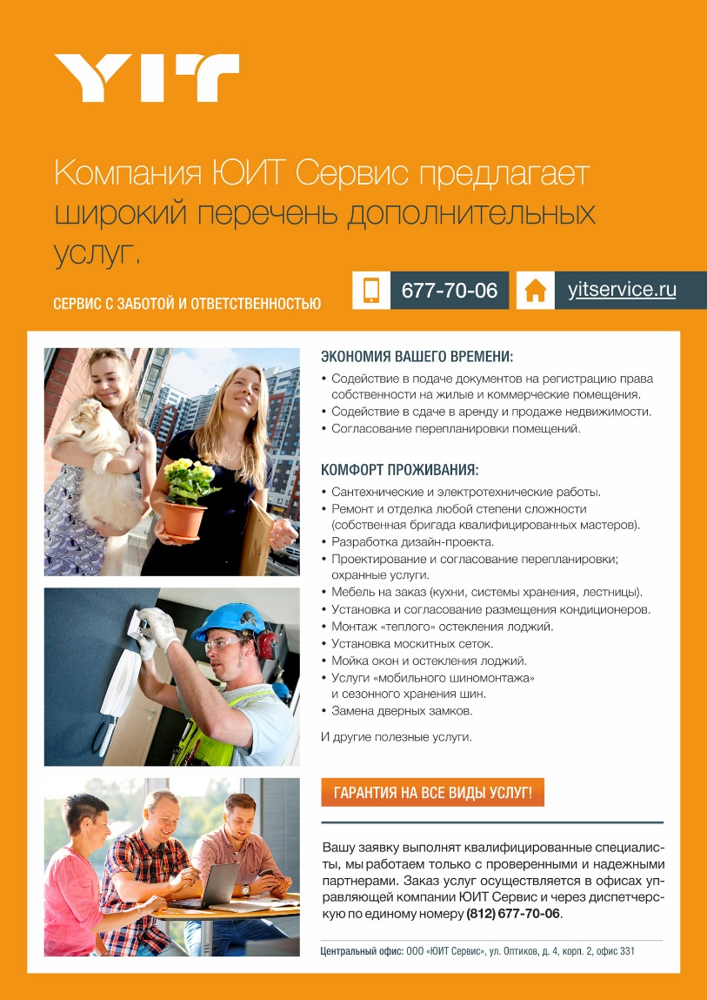 YIT
Компания ЮИТ Сервис предлагает
широкий перечень дополнительных
услуг.
СЕРВИС С ЗАБОТОЙ И ОТВЕТСТВЕННОСТЬЮ
677-70-06
yitservice.ru
ЭКОНОМИЯ ВАШЕГО ВРЕМЕНИ:
• Содействие в подаче документов на регистрацию права
собственности на жилые и коммерческие помещения.
• Содействие в сдаче в аренду и продаже недвижимости.
• Согласование перепланировки помещений.
КОМФОРТ ПРОЖИВАНИЯ:
• Сантехнические и электротехнические работы.
• Ремонт и отделка любой степени сложности
(собственная бригада квалифицированных мастеров).
• Разработка дизайн-проекта.
• Проектирование и согласование перепланировки;
охранные услуги.
• Мебель на заказ (кухни, системы хранения, лестницы).
• Установка и согласование размещения кондиционеров.
• Монтаж «теплого» остекления лоджий.
• Установка москитных сеток.
• Мойка окон и остекления лоджий.
• Услуги «мобильного шиномонтажа»
и сезонного хранения шин.
• Замена дверных замков.
И другие полезные услуги.
ГАРАНТИЯ НА ВСЕ ВИДЫ УСЛУГ!
Вашу заявку выполнят квалифицированные специалис-
ты, мы работаем только с проверенными и надежными
партнерами. Заказ услуг осуществляется в офисах уп-
равляющей компании ЮИТ Сервис и через диспетчерс-
кую по единому номеру (812) 677-70-06.
Центральный офис: ООО «ЮИТ Сервис», ул. Оптиков, д. 4, корп. 2, офис 331